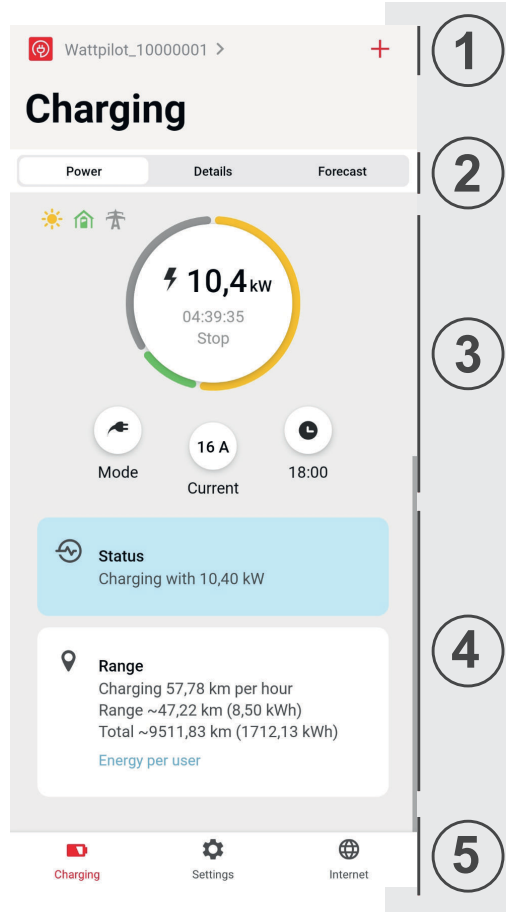 Wattpilot_10000001 >
+
1
Charging
Power Details Forecast
2
10,4 kW
04:39:35
Stop
3
Mode
16 A
Current
18:00
Status
Charging with 10,40 kW
Range
Charging 57,78 km per hour
Range ~47,22 km (8,50 kWh)
Total ~9511,83 km (1712,13 kWh)
Energy per user
4
Charging Settings Internet
5